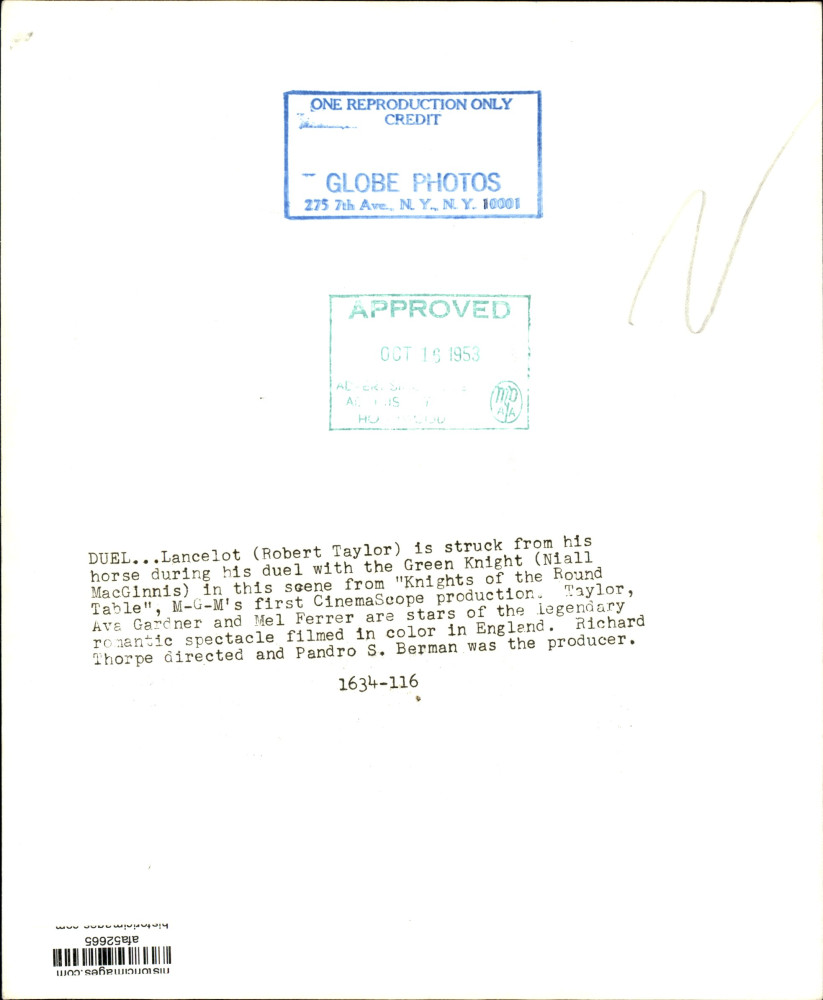 ONE REPRODUCTION ONLY
CREDIT
GLOBE PHOTOS
275 7th Ave., N. Y., N. Y. 10001
APPROVED
OCT 16 1953
DUEL...Lancelot (Robert Taylor) is struck from his
horse during his duel with the Green Knight (Niall
MacGinnis) in this scene from "Knights of the Round
Table", M-G-M's first CinemaScope production. Taylor,
Ava Gardner and Mel Ferrer are stars of the legendary
romantic spectacle filmed in color in England. Richard
Thorpe directed and Pandro S. Berman was the producer.
1634-116
historicimages.com
afa52665
historicimages.com